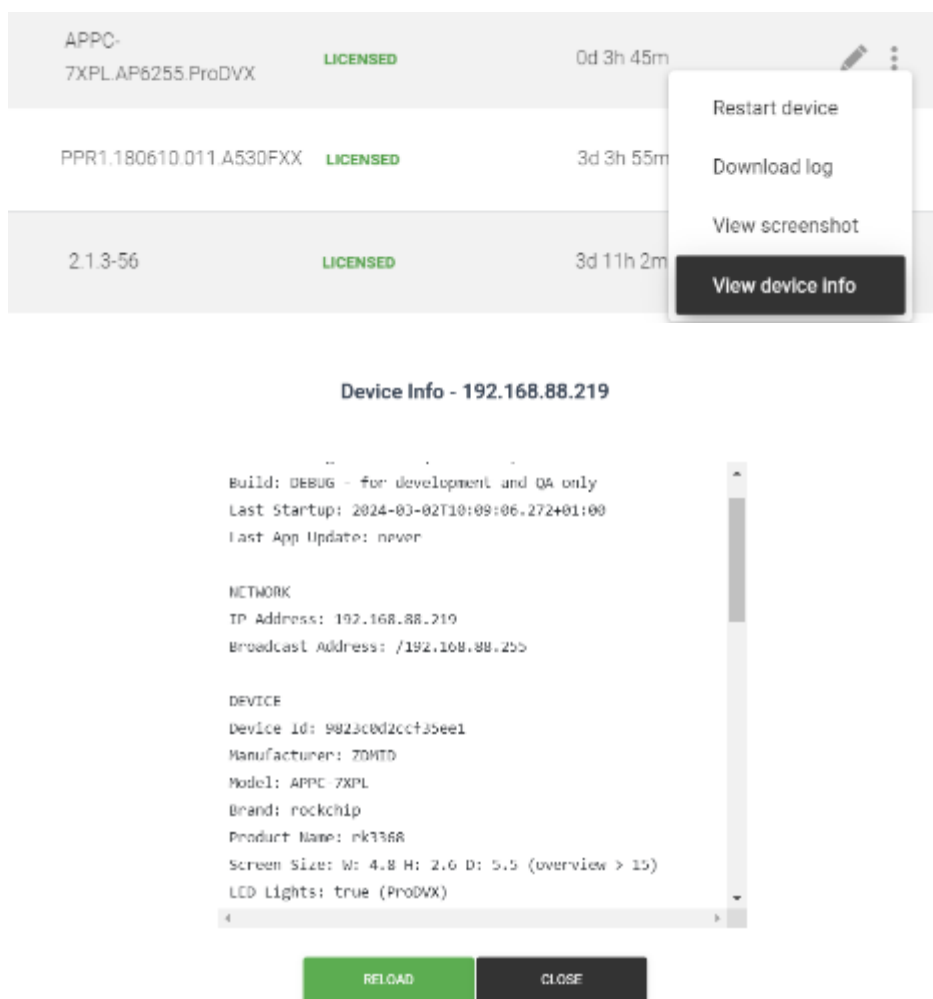 APPC-
7XPL.AP6255.ProDVX
LICENSED
0d 3h 45m
Restart device
PPR1.180610.011.A530FXX
LICENSED
3d 3h 55m
Download log
View screenshot
2.1.3-56
LICENSED
3d 11h 2m
View device info
Device Info - 192.168.88.219
Build: DEBUG - for development and QA only
Last Startup: 2024-03-02T10:09:06.272+01:00
Last App Update: never
NETWORK
IP Address: 192.168.88.219
Broadcast Address: /192.168.88.255
DEVICE
Device Id: 9823c0d2ccf35ee1
Manufacturer: ZDMID
Model: APPC-7XPL
Brand: rockchip
Product Name: rk3368
Screen Size: W: 4.8 H: 2.6 D: 5.5 (overview > 15)
LED Lights: true (ProDVX)
RELOAD
CLOSE